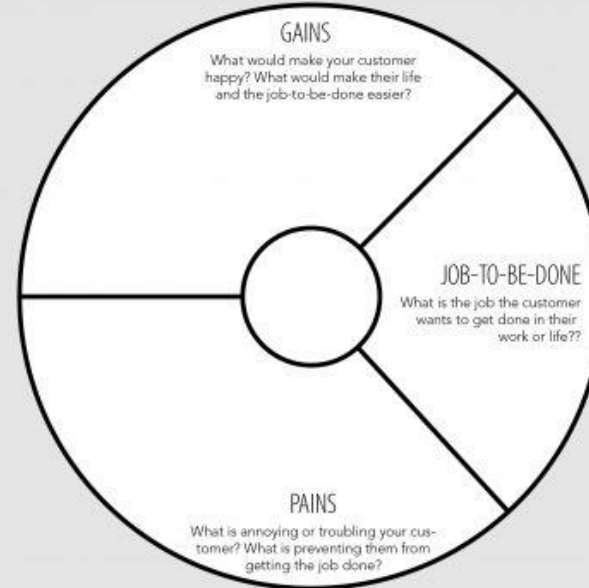 GAINS
What would make your customer
happy? What would make their life
and the job-to-be-done easier?
JOB-TO-BE-DONE
What is the job the customer
wants to get done in their
work or life??
PAINS
What is annoying or troubling your cus-
tomer? What is preventing them from
getting the job done?